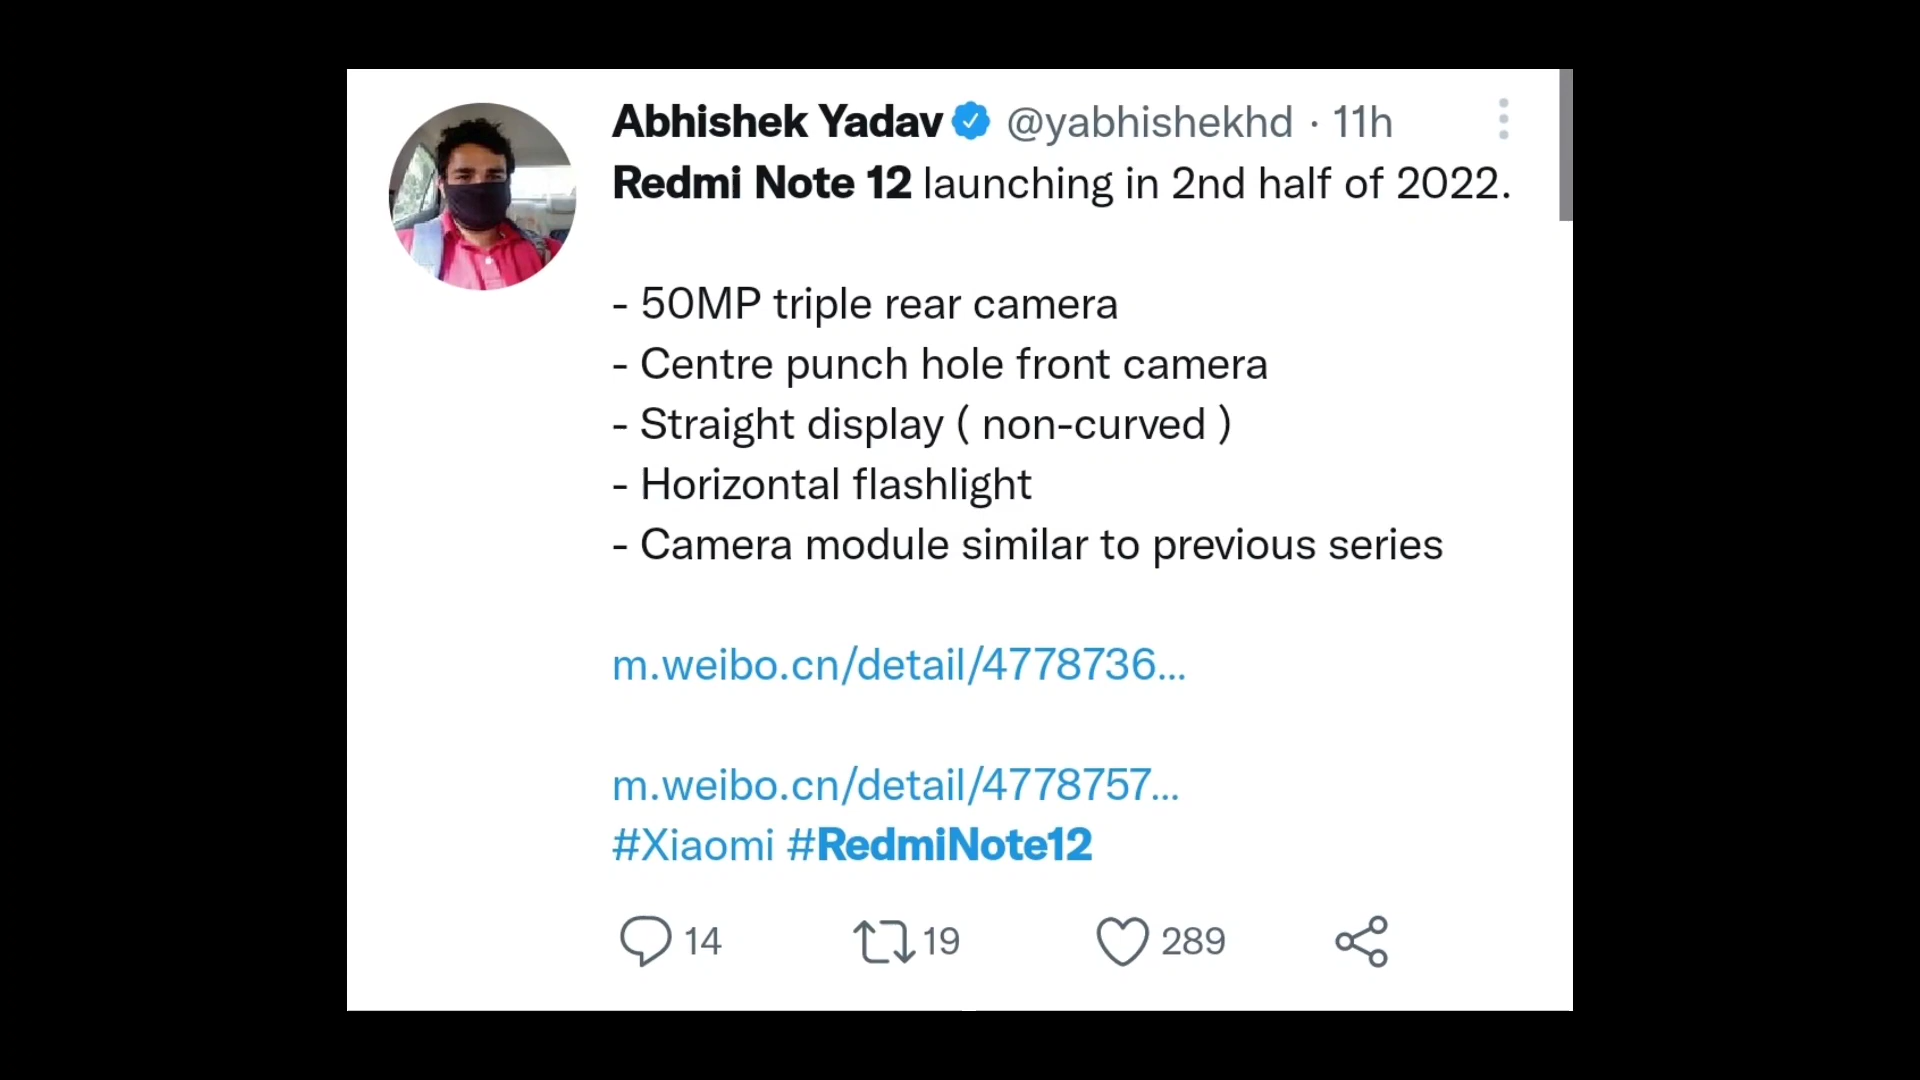 Abhishek Yadav @yabhishekhd · 11h
Redmi Note 12 launching in 2nd half of 2022.
- 50MP triple rear camera
- Centre punch hole front camera
- Straight display ( non-curved )
- Horizontal flashlight
- Camera module similar to previous series
m.weibo.cn/detail/4778736...
m.weibo.cn/detail/4778757...
#Xiaomi #RedmiNote12
14 19 289